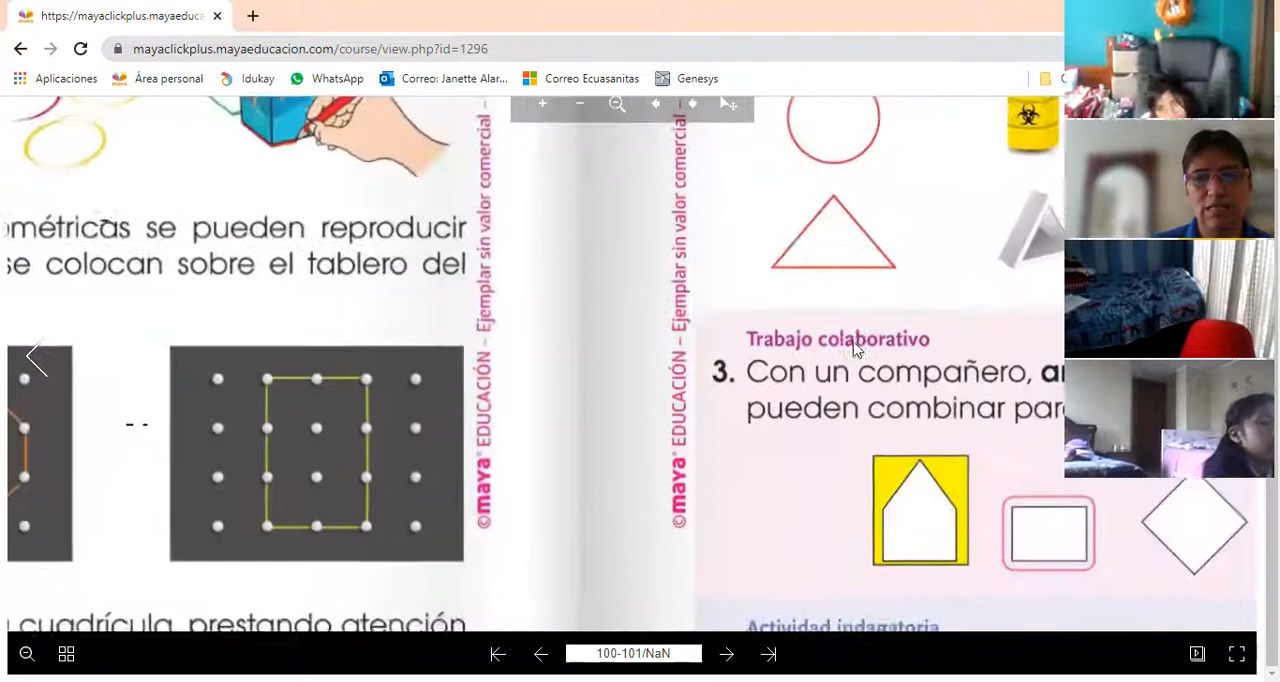 https://mayaclickplus.mayaeduca
mayaclickplus.mayaeducacion.com/course/view.php?id=1296
Aplicaciones
Área personal
Idukay
WhatsApp
Correo: Janette Alar...
Correo Ecuasanitas
Genesys
ométricas se pueden reproducir
se colocan sobre el tablero del
cuadrícula, prestando atención
©maya® EDUCACIÓN – Ejemplar sin valor comercial –
©maya® EDUCACIÓN – Ejemplar sin valor comercial
Trabajo colaborativo
3. Con un compañero,
pueden combinar
Actividad indagatoria
100-101/NaN